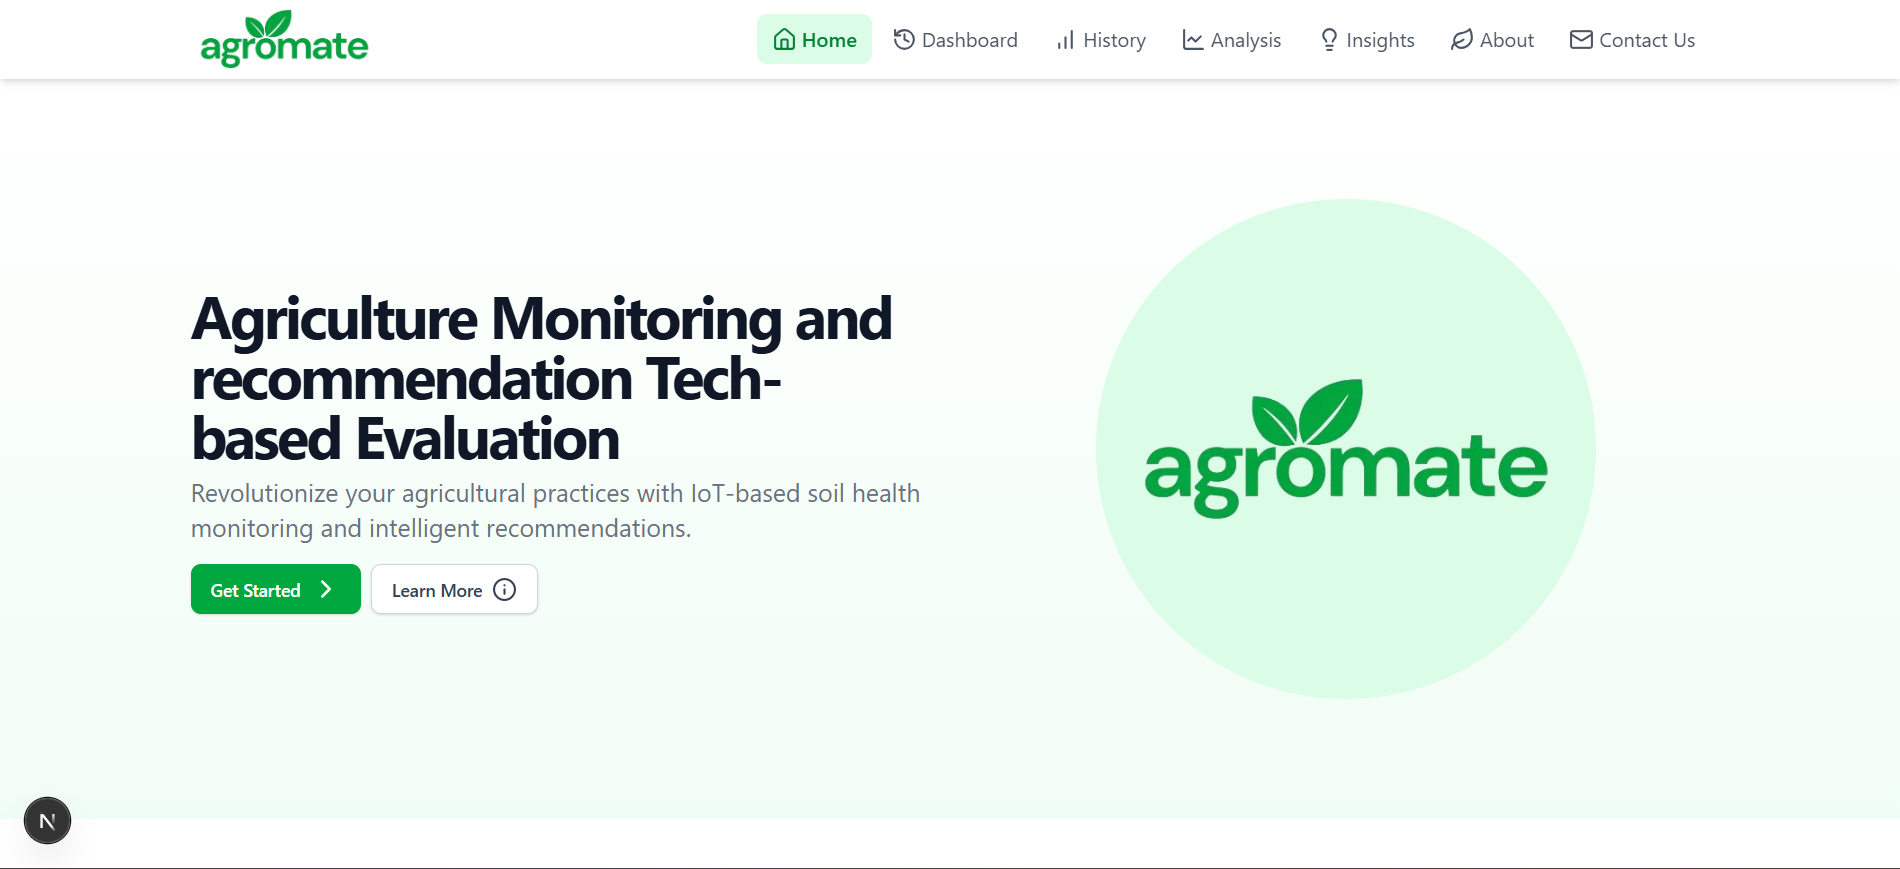 agromate
Home
Dashboard
History
Analysis
Insights
About
Contact Us
Agriculture Monitoring and
recommendation Tech-
based Evaluation
Revolutionize your agricultural practices with IoT-based soil health
monitoring and intelligent recommendations.
Get Started
Learn More
agromate
N